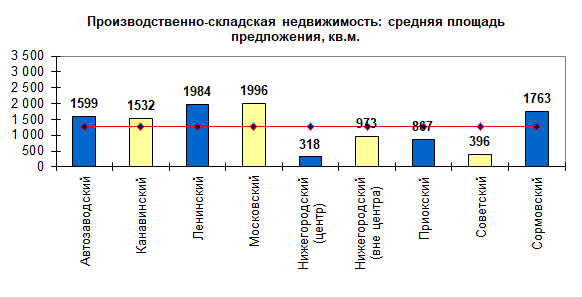 Производственно-складская недвижимость: средняя площадь
предложения, кв.м.
3 500
3 000
2 500
2 000
1 500
1 000
500
0
1599
1532
1984
1996
318
973
867
396
1763
Автозаводский
Канавинский
Ленинский
Московский
Нижегородский
(центр)
Нижегородский
(вне центра)
Приокский
Советский
Сормовский